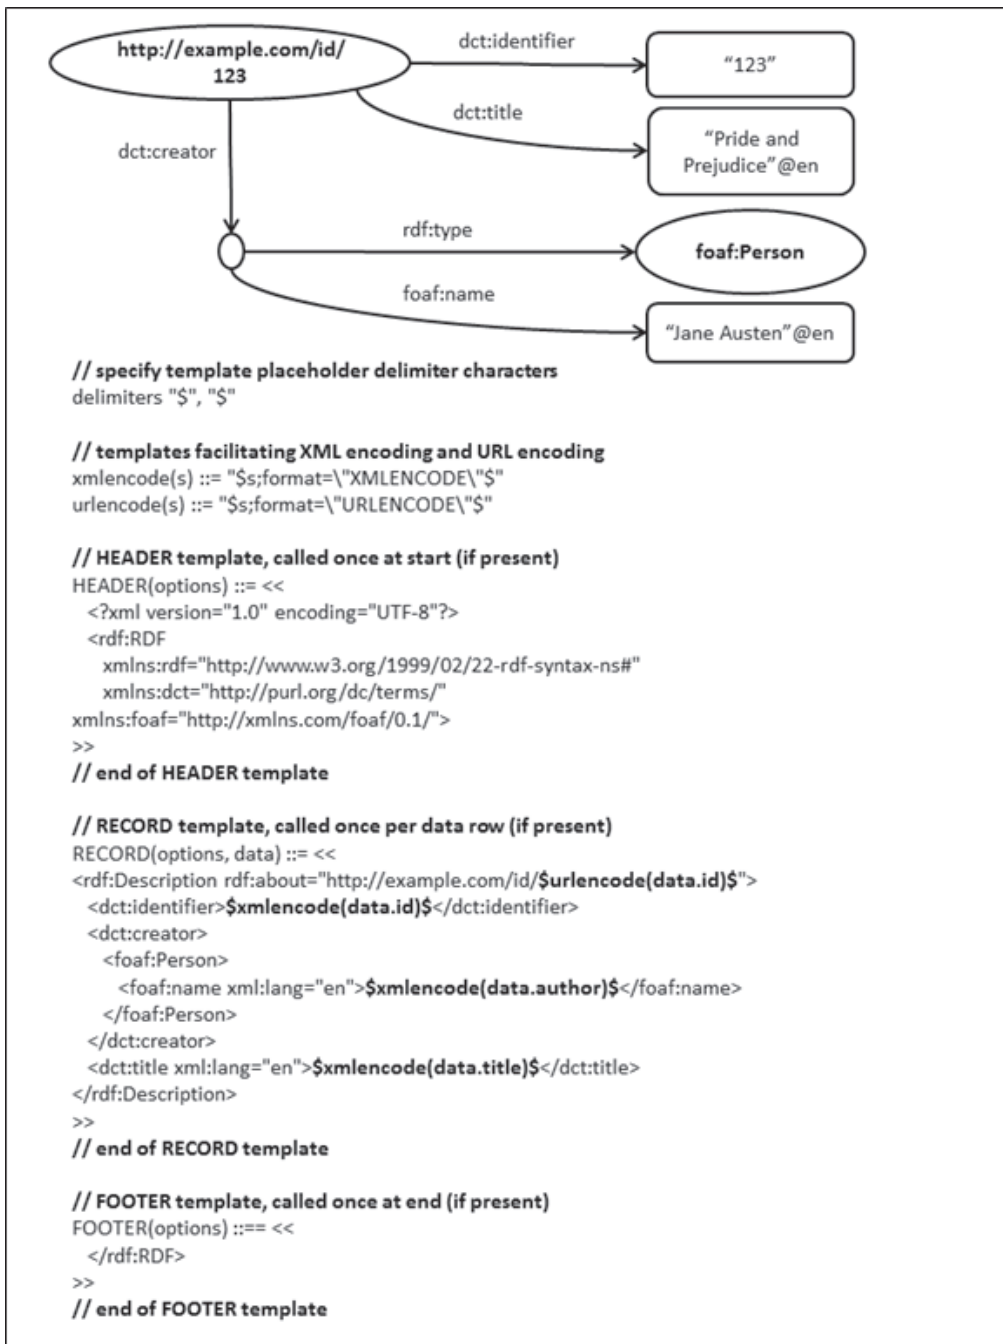 http://example.com/id/
123
dct:identifier
“123”
dct:title
“Pride and
Prejudice”@en
dct:creator
rdf:type
foaf:Person
foaf:name
“Jane Austen”@en
// specify template placeholder delimiter characters
delimiters "$", "$"
// templates facilitating XML encoding and URL encoding
xmlencode(s) ::= "$s;format=\"XMLENCODE\"$"
urlencode(s) ::= "$s;format=\"URLENCODE\"$"
// HEADER template, called once at start (if present)
HEADER(options) ::= <<
<?xml version="1.0" encoding="UTF-8"?>
<rdf:RDF
xmlns:rdf="http://www.w3.org/1999/02/22-rdf-syntax-ns#"
xmlns:dct="http://purl.org/dc/terms/"
xmlns:foaf="http://xmlns.com/foaf/0.1/">
>>
// end of HEADER template
// RECORD template, called once per data row (if present)
RECORD(options, data) ::= <<
<rdf:Description rdf:about="http://example.com/id/$urlencode(data.id)$">
<dct:identifier>$xmlencode(data.id)$</dct:identifier>
<dct:creator>
<foaf:Person>
<foaf:name xml:lang="en">$xmlencode(data.author)$</foaf:name>
</foaf:Person>
</dct:creator>
<dct:title xml:lang="en">$xmlencode(data.title)$</dct:title>
</rdf:Description>
>>
// end of RECORD template
// FOOTER template, called once at end (if present)
FOOTER(options) ::== <<
</rdf:RDF>
>>
// end of FOOTER template